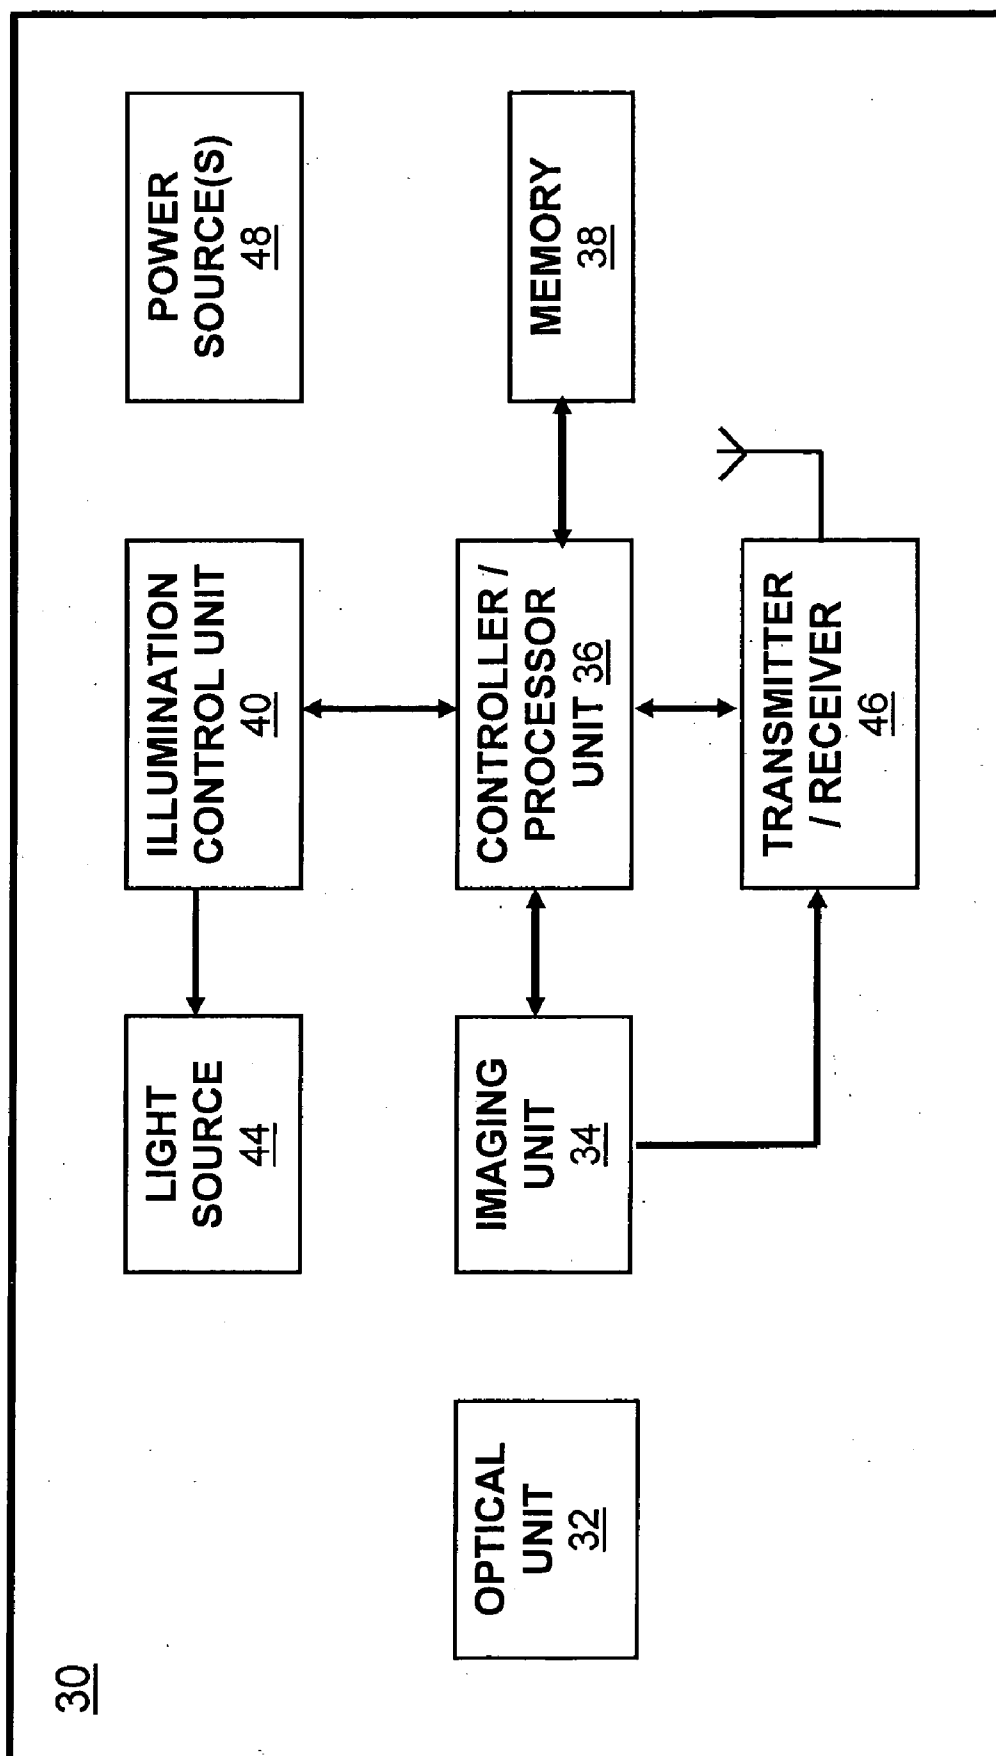 30
LIGHT
SOURCE
44
ILLUMINATION
CONTROL UNIT
40
POWER
SOURCE(S)
48
OPTICAL
UNIT
32
IMAGING
UNIT
34
CONTROLLER /
PROCESSOR
UNIT 36
MEMORY
38
TRANSMITTER
/ RECEIVER
46